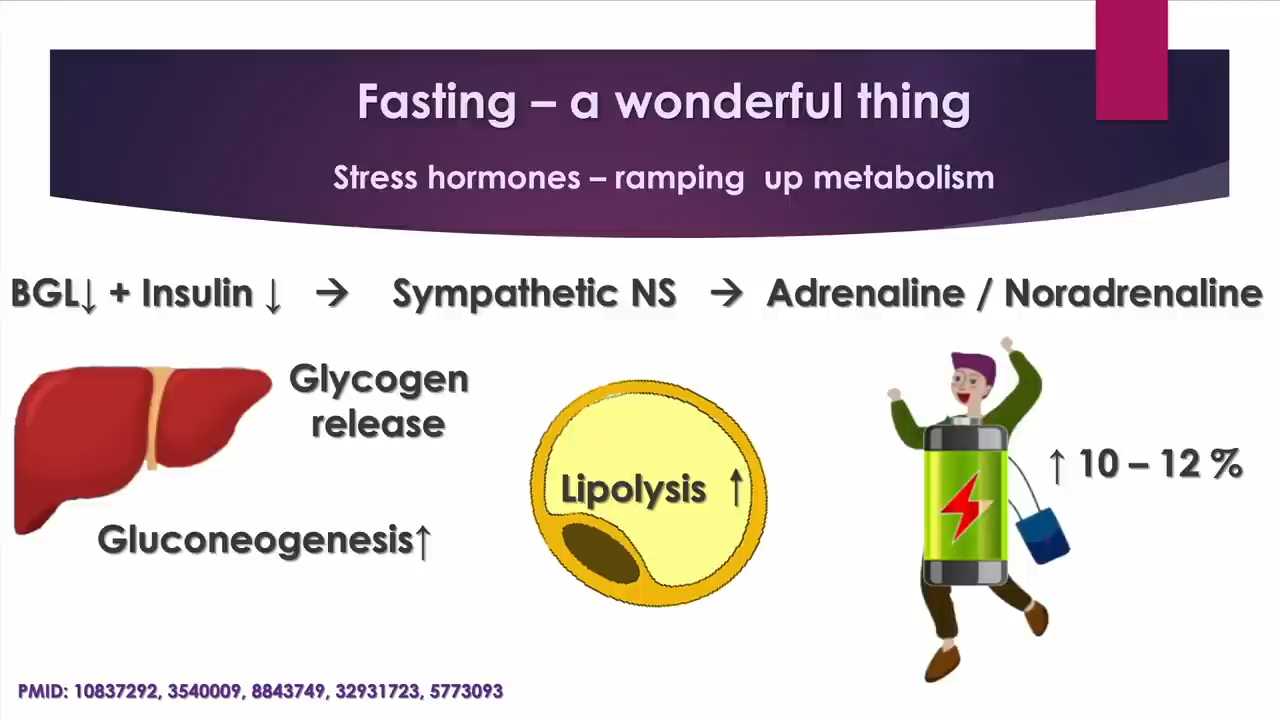 Fasting – a wonderful thing
Stress hormones – ramping up metabolism
BGL↓ + Insulin ↓ → Sympathetic NS → Adrenaline / Noradrenaline
Glycogen
release
Lipolysis ↑
↑ 10 – 12 %
Gluconeogenesis↑
PMID: 10837292, 3540009, 8843749, 32931723, 5773093